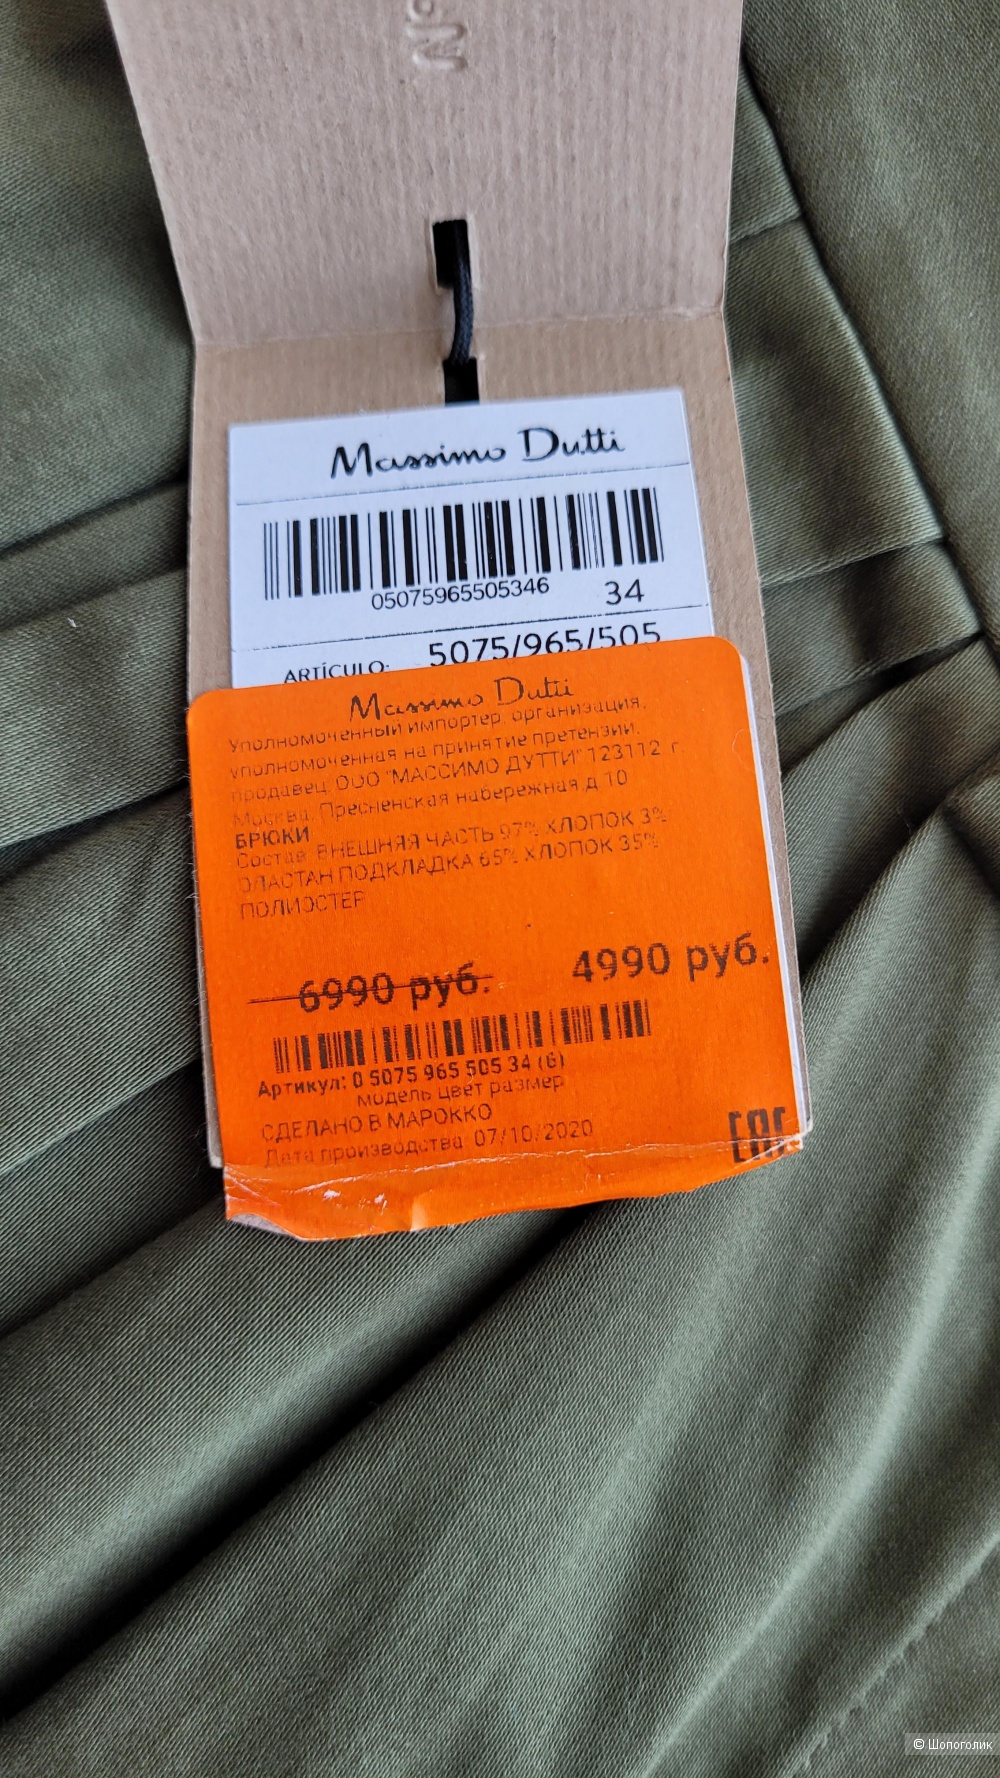 Nº
Massimo Dutti
05075965505346
34
ARTÍCULO: 5075/965/505
Massimo Dutti
Уполномоченный импортер, организация,
уполномоченная на принятие претензий,
продавец: ООО "МАССИМО ДУТТИ" 123112, г.
Москва, Пресненская набережная, д.10
БРЮКИ
Состав: ВНЕШНЯЯ ЧАСТЬ 97% ХЛОПОК 3%
ЭЛАСТАН ПОДКЛАДКА 65% ХЛОПОК 35%
ПОЛИЭСТЕР
6990 руб. 4990 руб.
Артикул: 0 5075 965 505 34 (6)
модель цвет размер
СДЕЛАНО В МАРОККО
Дата производства: 07/10/2020
EAC
© Шопоголик